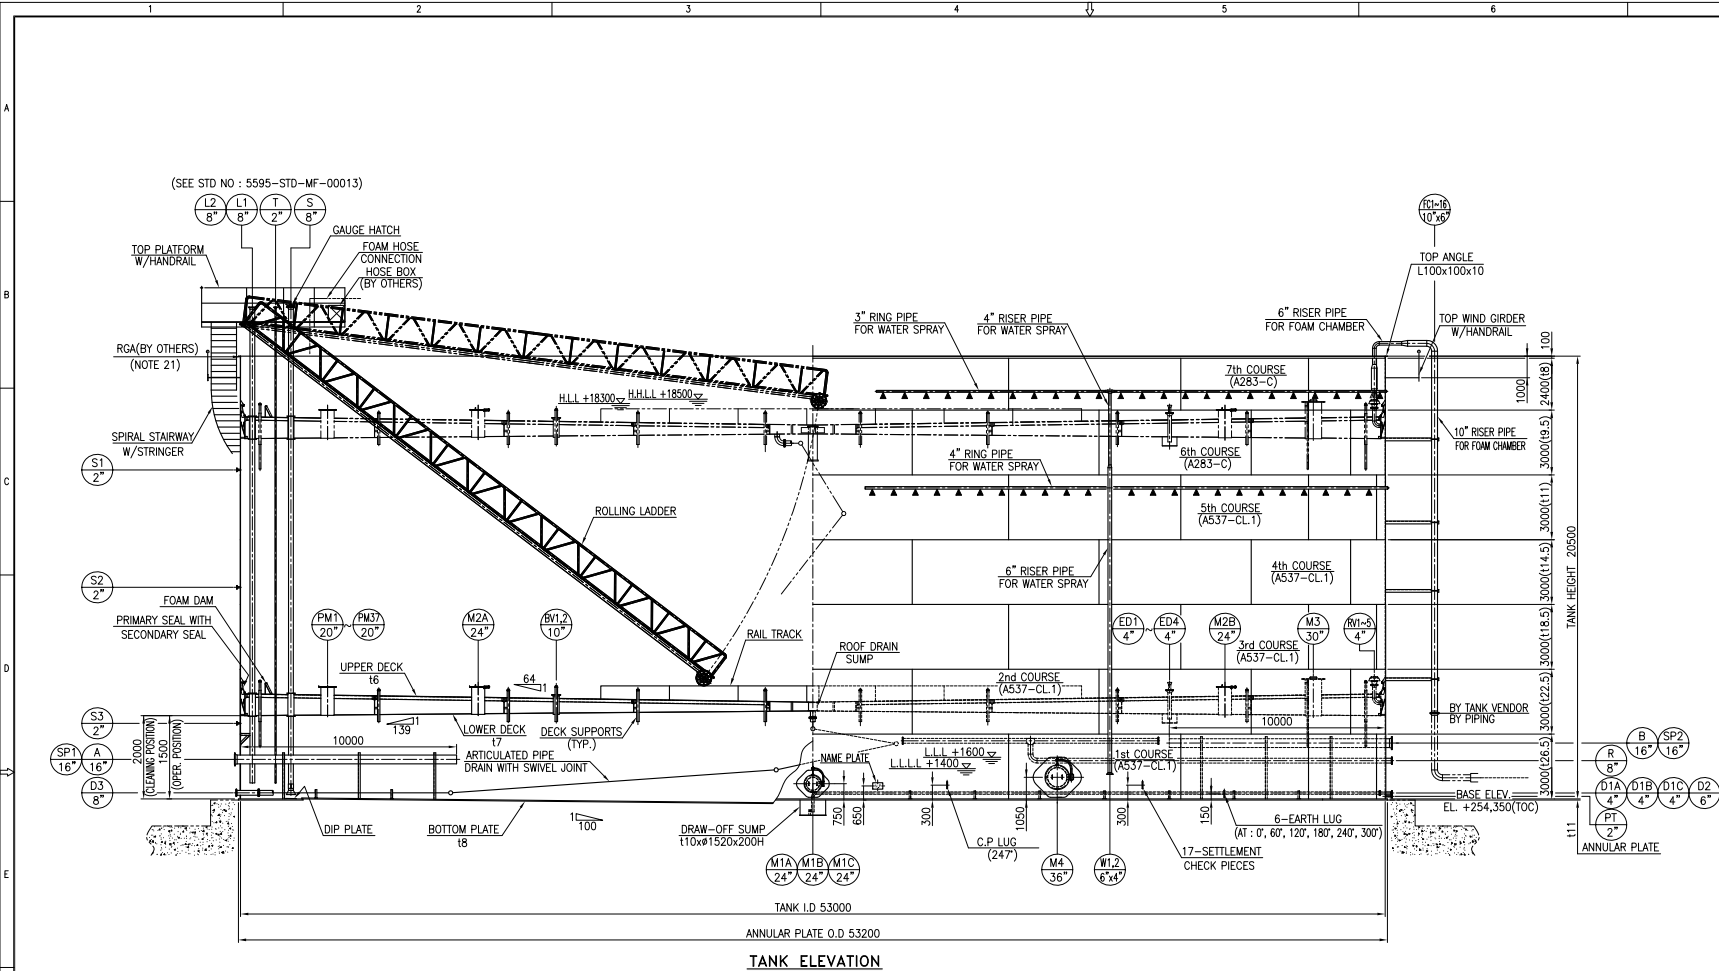 1
2
3
4
5
6
A
B
C
D
E
(SEE STD NO : 5595-STD-MF-00013)
L2
8"
L1
8"
T
2"
S
8"
GAUGE HATCH
FOAM HOSE
CONNECTION
HOSE BOX
(BY OTHERS)
TOP PLATFORM
W/HANDRAIL
RGA(BY OTHERS)
(NOTE 21)
SPIRAL STAIRWAY
W/STRINGER
S1
2"
S2
2"
FOAM DAM
PRIMARY SEAL WITH
SECONDARY SEAL
S3
2"
SP1
16"
A
16"
D3
8"
2000
(CLEANING POSITION)
1500
(OPER. POSITION)
PM1
20"
~
PM37
20"
M2A
24"
BV1,2
10"
UPPER DECK
t6
64
1
LOWER DECK
t7
1
139
DECK SUPPORTS
(TYP.)
10000
ARTICULATED PIPE
DRAIN WITH SWIVEL JOINT
DIP PLATE
BOTTOM PLATE
t8
1
100
DRAW-OFF SUMP
t10xø1520x200H
ROLLING LADDER
RAIL TRACK
ROOF DRAIN
SUMP
H.L.L +18300
H.H.L.L +18500
3" RING PIPE
FOR WATER SPRAY
4" RISER PIPE
FOR WATER SPRAY
4" RING PIPE
FOR WATER SPRAY
6" RISER PIPE
FOR WATER SPRAY
6" RISER PIPE
FOR FOAM CHAMBER
FC1~16
10"x6"
TOP ANGLE
L100x100x10
TOP WIND GIRDER
W/HANDRAIL
10" RISER PIPE
FOR FOAM CHAMBER
7th COURSE
(A283-C)
6th COURSE
(A283-C)
5th COURSE
(A537-CL.1)
4th COURSE
(A537-CL.1)
3rd COURSE
(A537-CL.1)
2nd COURSE
(A537-CL.1)
1st COURSE
(A537-CL.1)
100
1000
2400(t8)
3000(t9.5)
3000(t11)
3000(t14.5)
3000(t18.5)
3000(t22.5)
3000(t26.5)
TANK HEIGHT 20500
t11
ED1
4"
~
ED4
4"
M2B
24"
M3
30"
RV1~5
4"
10000
BY TANK VENDOR
BY PIPING
B
16"
SP2
16"
R
8"
D1A
4"
D1B
4"
D1C
4"
D2
6"
PT
2"
BASE ELEV.
EL. +254,350(TOC)
ANNULAR PLATE
NAME PLATE
L.L.L +1600
L.L.L.L +1400
750
650
300
1050
300
150
C.P LUG
(247°)
M1A
24"
M1B
24"
M1C
24"
M4
36"
W1,2
6"x4"
17-SETTLEMENT
CHECK PIECES
6-EARTH LUG
(AT : 0°, 60°, 120°, 180°, 240°, 300°)
TANK I.D 53000
ANNULAR PLATE O.D 53200
TANK ELEVATION